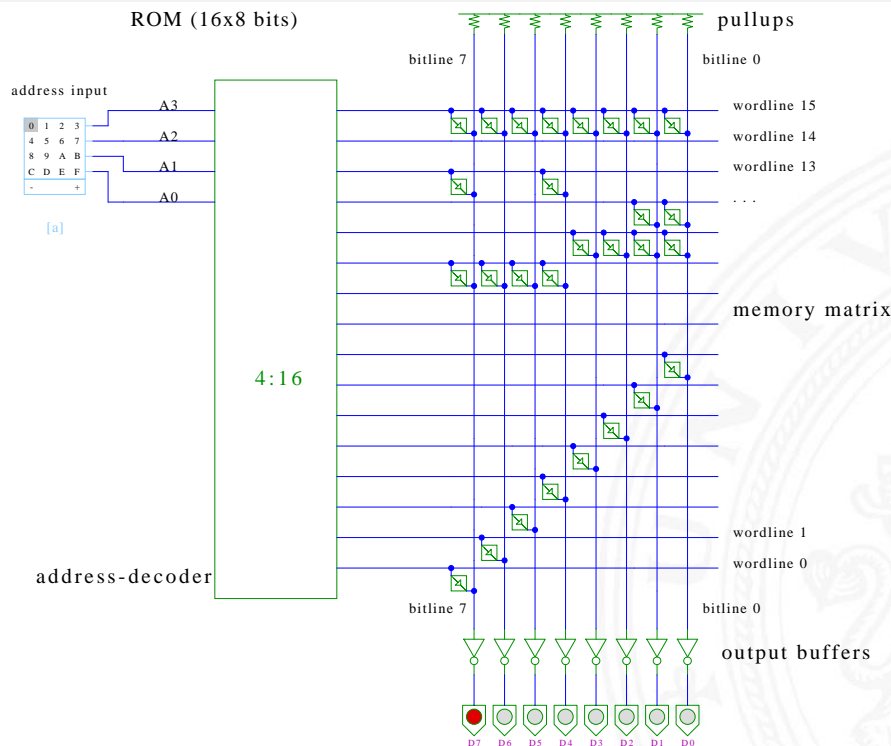 ROM (16x8 bits)
pullups
bitline 7
bitline 0
address input
0 1 2 3
4 5 6 7
8 9 A B
C D E F
- +
[a]
A3
A2
A1
A0
wordline 15
wordline 14
wordline 13
. . .
memory matrix
4:16
wordline 1
wordline 0
address-decoder
bitline 7
bitline 0
output buffers
D7 D6 D5 D4 D3 D2 D1 D0
U N I V